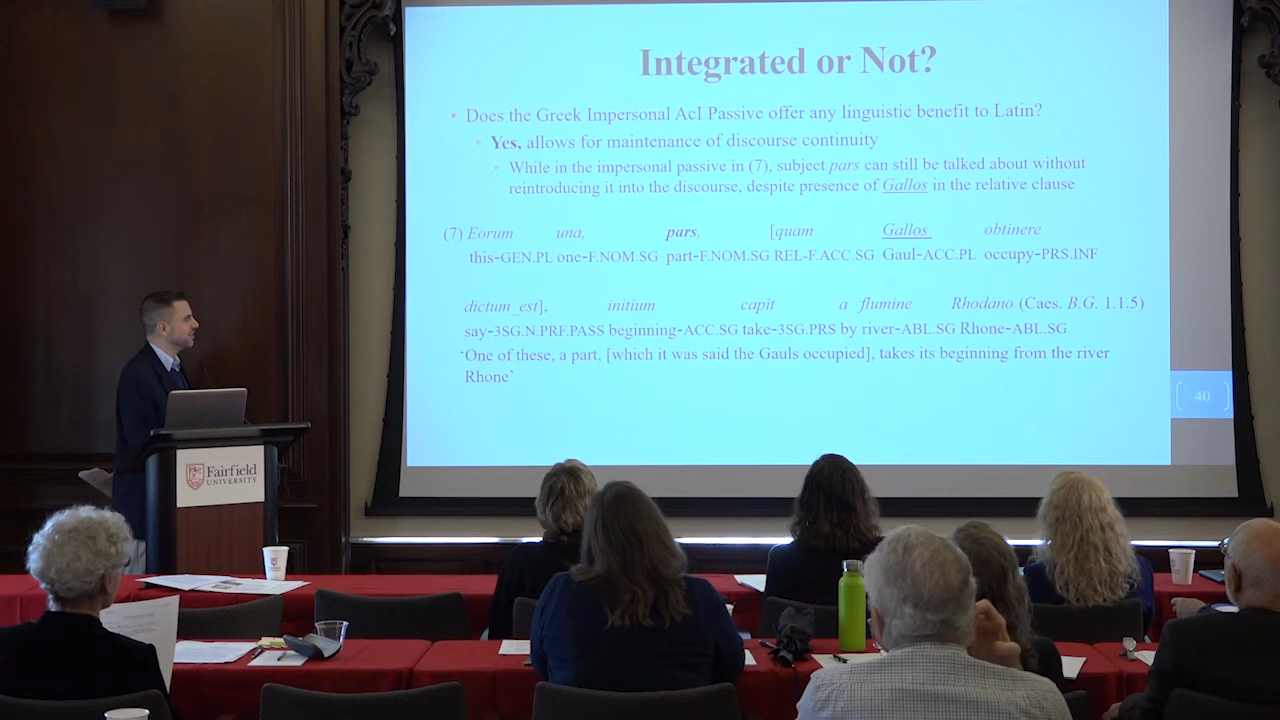 Integrated or Not?
• Does the Greek Impersonal AcI Passive offer any linguistic benefit to Latin?
• Yes, allows for maintenance of discourse continuity
• While in the impersonal passive in (7), subject pars can still be talked about without
reintroducing it into the discourse, despite presence of Gallos in the relative clause
(7) Eorum una, pars, [quam Gallos obtinere
this-GEN.PL one-F.NOM.SG part-F.NOM.SG REL-F.ACC.SG Gaul-ACC.PL occupy-PRS.INF
dictum_est], initium capit a flumine Rhodano (Caes. B.G. 1.1.5)
say-3SG.N.PRF.PASS beginning-ACC.SG take-3SG.PRS by river-ABL.SG Rhone-ABL.SG
‘One of these, a part, [which it was said the Gauls occupied], takes its beginning from the river
Rhone’
40
Fairfield
UNIVERSITY